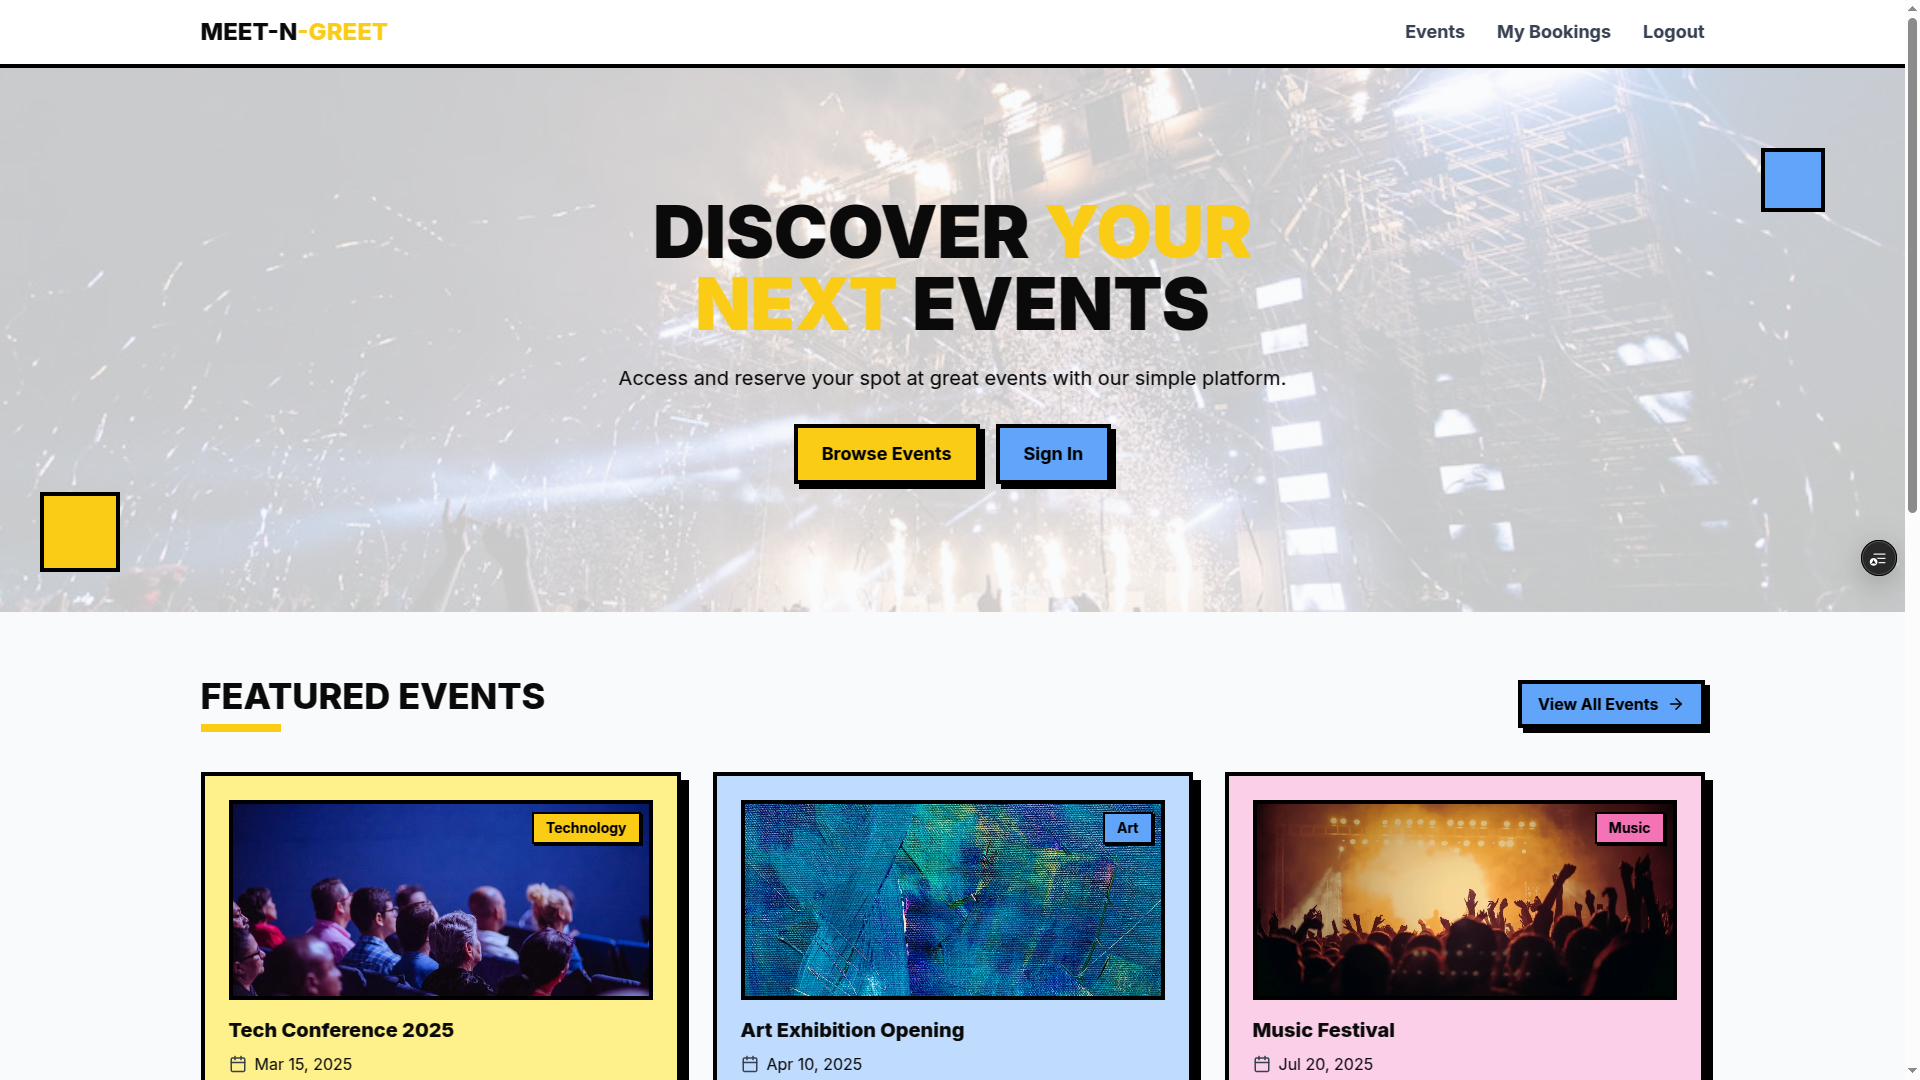 MEET-N-GREET
Events
My Bookings
Logout
DISCOVER YOUR
NEXT EVENTS
Access and reserve your spot at great events with our simple platform.
Browse Events
Sign In
FEATURED EVENTS
View All Events
Technology
Art
Music
Tech Conference 2025
Art Exhibition Opening
Music Festival
Mar 15, 2025
Apr 10, 2025
Jul 20, 2025